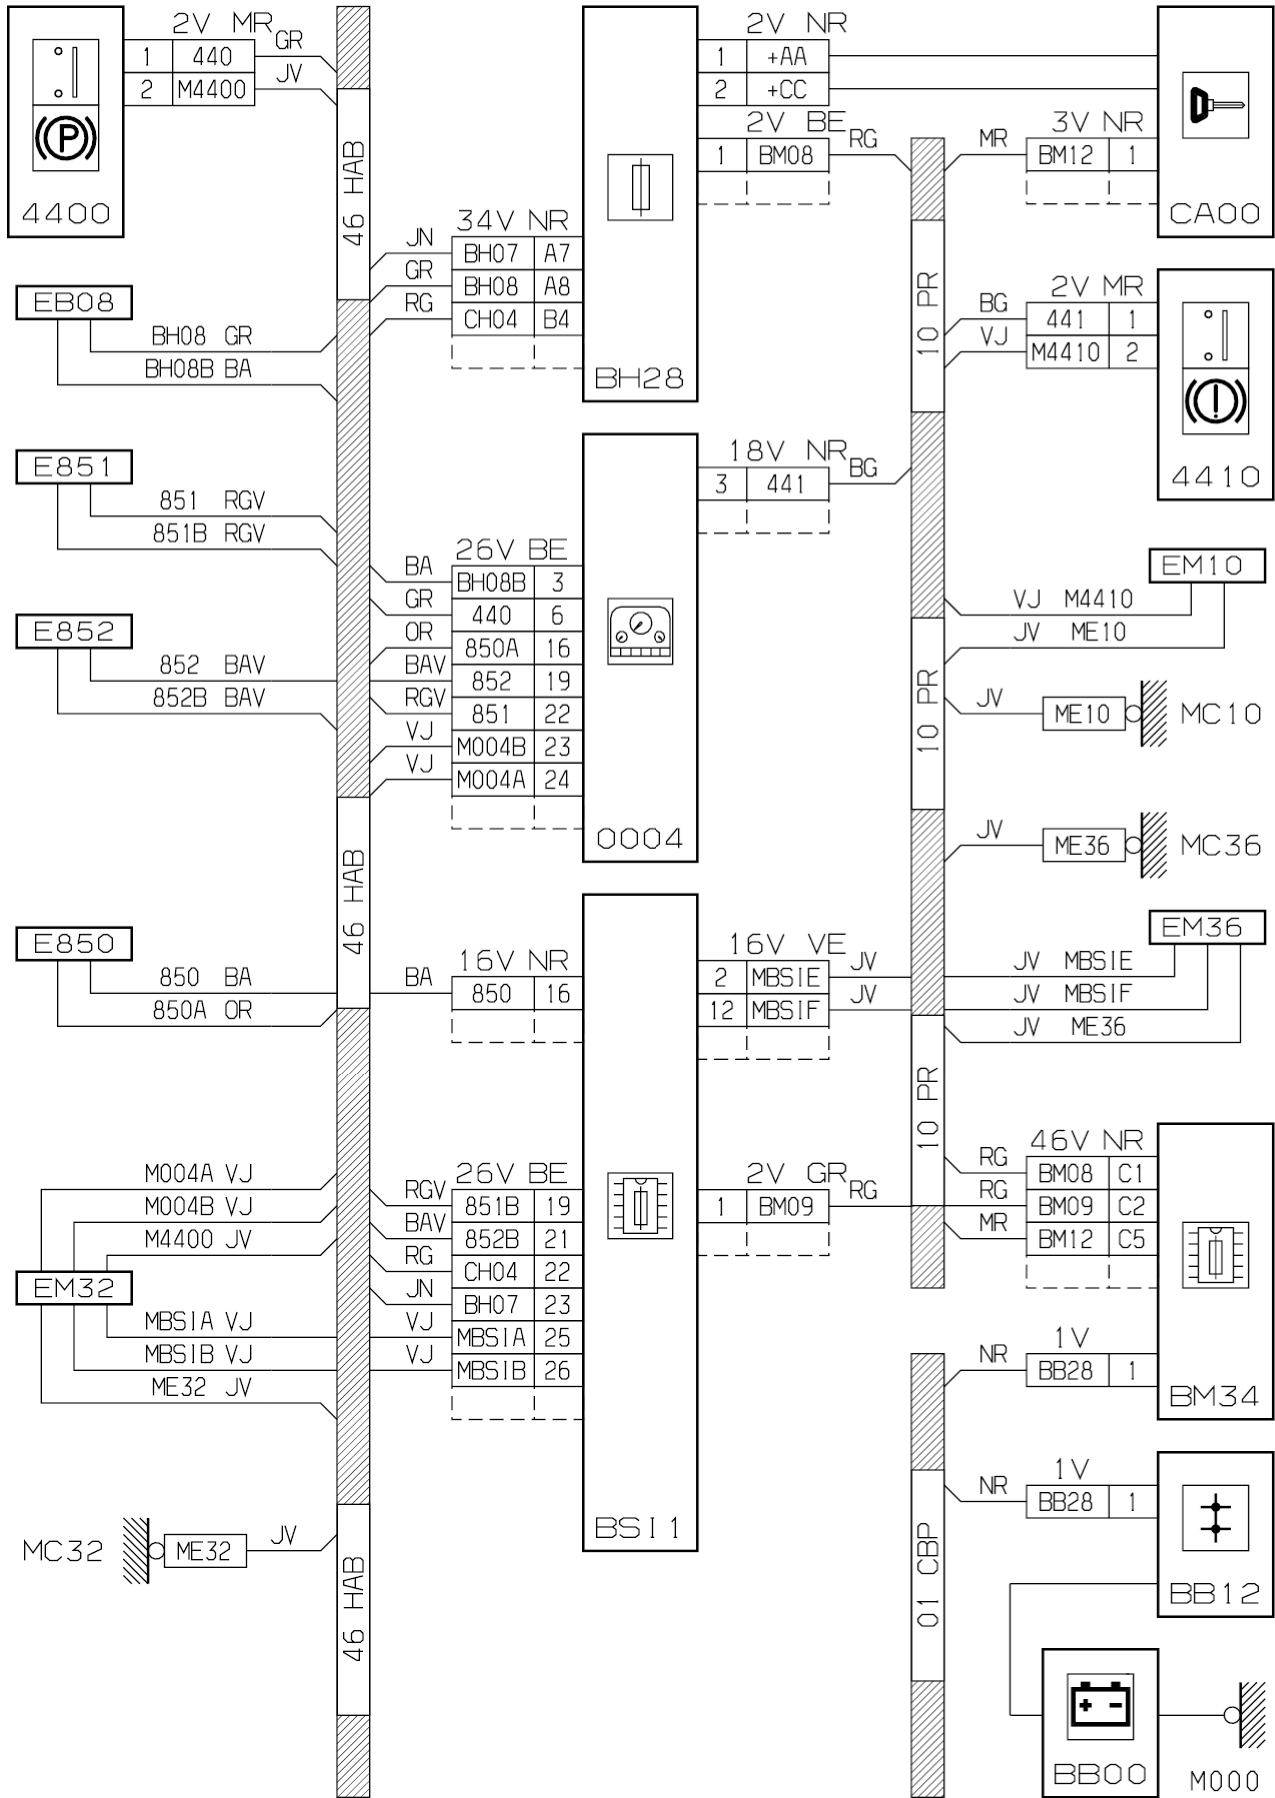 2V MR
GR
1 440
JV
2 M4400
4400
46 HAB
EB08
BH08 GR
BH08B BA
E851
851 RGV
851B RGV
E852
852 BAV
852B BAV
46 HAB
E850
850 BA
850A OR
M004A VJ
M004B VJ
M4400 JV
EM32
MBSIA VJ
MBSIB VJ
ME32 JV
MC32
ME32
JV
46 HAB
34V NR
JN BH07 A7
GR BH08 A8
RG CH04 B4
BH28
2V NR
1 +AA
2 +CC
2V BE
1 BM08 RG
26V BE
BA BH08B 3
GR 440 6
OR 850A 16
BAV 852 19
RGV 851 22
VJ M004B 23
VJ M004A 24
0004
18V NR
3 441 BG
16V NR
BA 850 16
26V BE
RGV 851B 19
BAV 852B 21
RG CH04 22
JN BH07 23
VJ MBSIA 25
VJ MBSIB 26
BSI1
16V VE
2 MBSIE JV
12 MBSIF JV
2V GR
1 BM09 RG
10 PR
10 PR
10 PR
01 CBP
3V NR
MR BM12 1
CA00
2V MR
BG 441 1
VJ M4410 2
P
!
4410
EM10
VJ M4410
JV ME10
JV ME10 MC10
JV ME36 MC36
EM36
JV MBSIE
JV MBSIF
JV ME36
46V NR
RG BM08 C1
RG BM09 C2
MR BM12 C5
1V
NR BB28 1
BM34
1V
NR BB28 1
BB12
+ -
BB00
M000